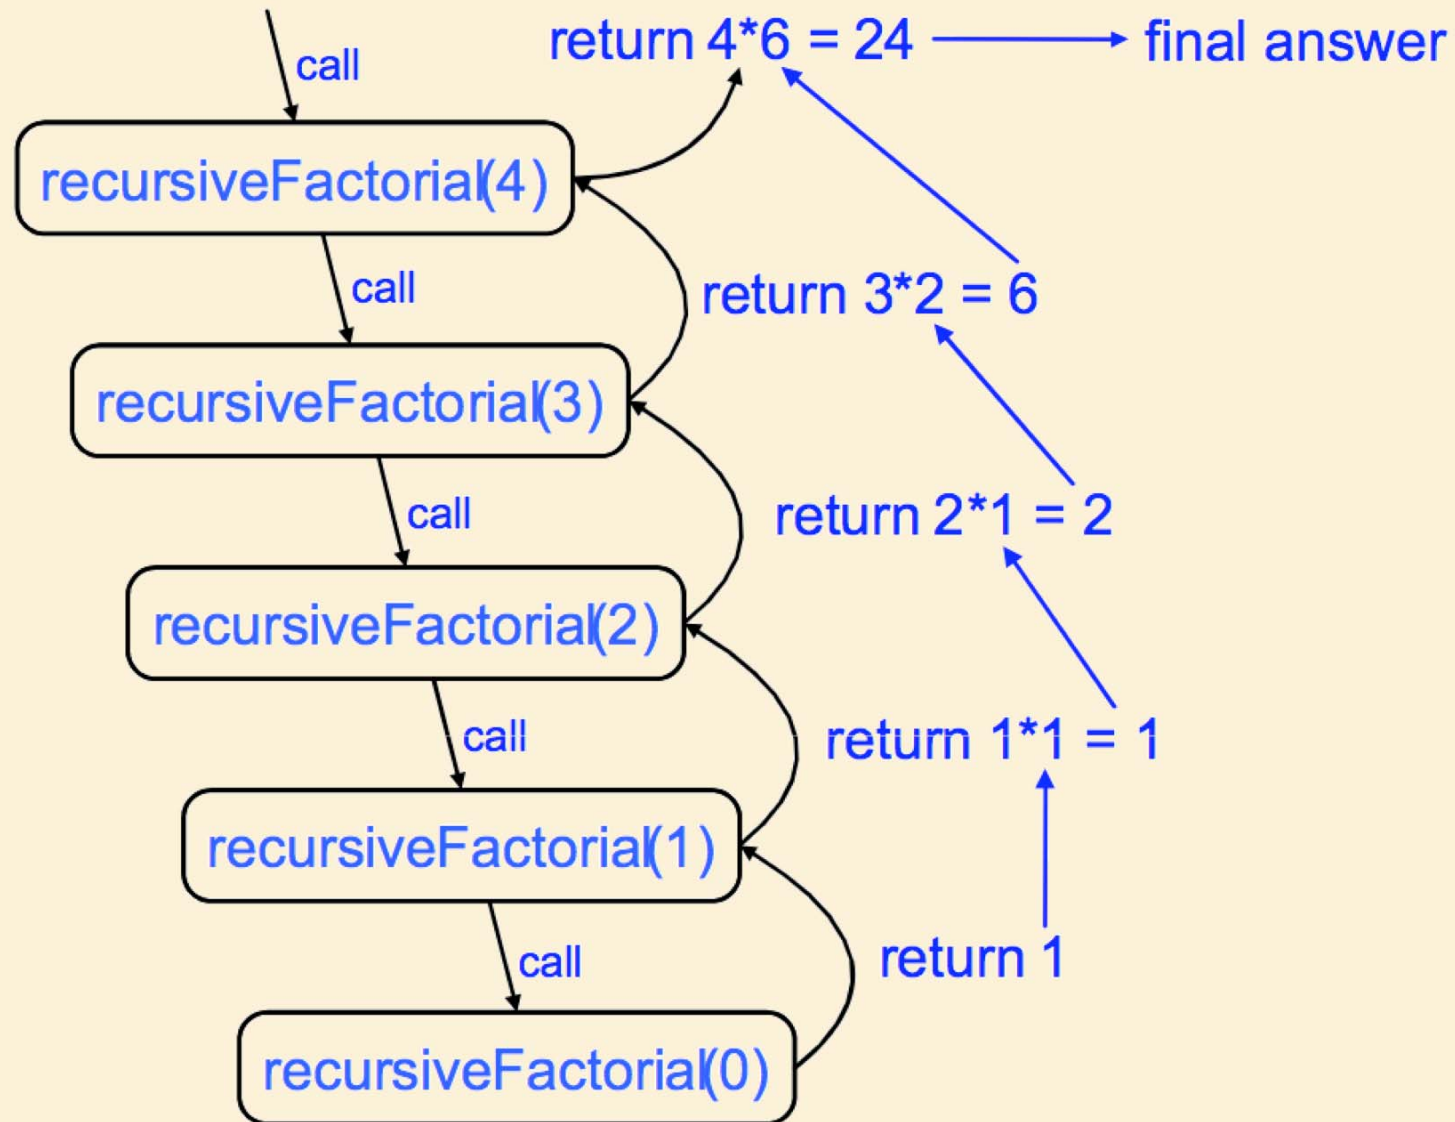 return 4*6 = 24
final answer
call
recursiveFactorial(4)
call
return 3*2 = 6
recursiveFactorial(3)
call
return 2*1 = 2
recursiveFactorial(2)
call
return 1*1 = 1
recursiveFactorial(1)
call
return 1
recursiveFactorial(0)